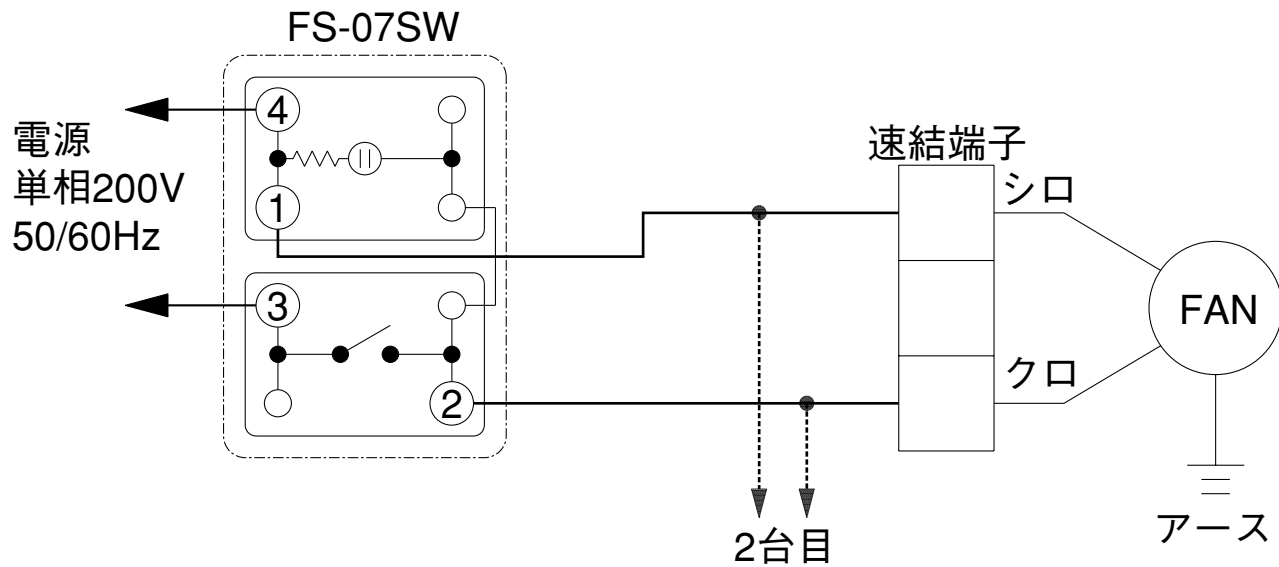 FS-07SW
電源
単相200V
50/60Hz
4
1
3
2
速結端子
シロ
クロ
FAN
アース
2台目